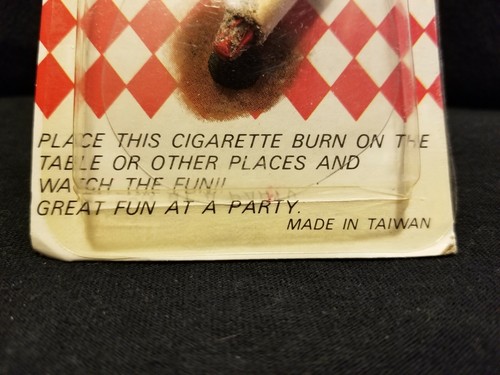 PLACE THIS CIGARETTE BURN ON THE
TABLE OR OTHER PLACES AND
WATCH THE FUN!!
GREAT FUN AT A PARTY.
MADE IN TAIWAN